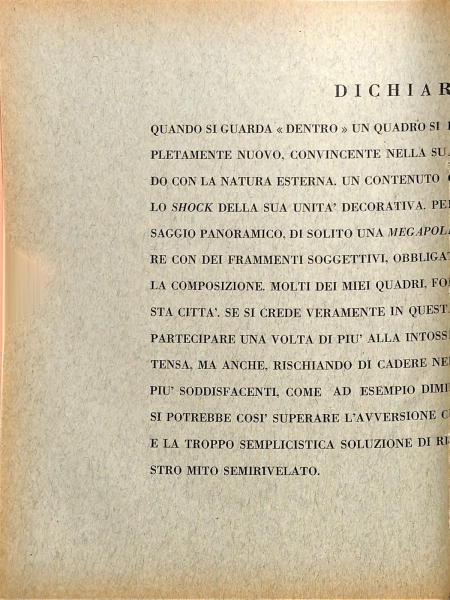 DICHIAR
QUANDO SI GUARDA « DENTRO » UN QUADRO SI
PLETAMENTE NUOVO, CONVINCENTE NELLA SUA
DO CON LA NATURA ESTERNA. UN CONTENUTO
LO SHOCK DELLA SUA UNITA' DECORATIVA. PER
SAGGIO PANORAMICO, DI SOLITO UNA MEGAPOLA
RE CON DEI FRAMMENTI SOGGETTIVI, OBBLIGAT
LA COMPOSIZIONE. MOLTI DEI MIEI QUADRI, FO
STA CITTA'. SE SI CREDE VERAMENTE IN QUEST
PARTECIPARE UNA VOLTA DI PIU' ALLA INTOSS
TENSA, MA ANCHE, RISCHIANDO DI CADERE NE
PIU' SODDISFACENTI, COME AD ESEMPIO DIMI
SI POTREBBE COSI' SUPERARE L'AVVERSIONE C
E LA TROPPO SEMPLICISTICA SOLUZIONE DI RI
STRO MITO SEMIRIVELATO.